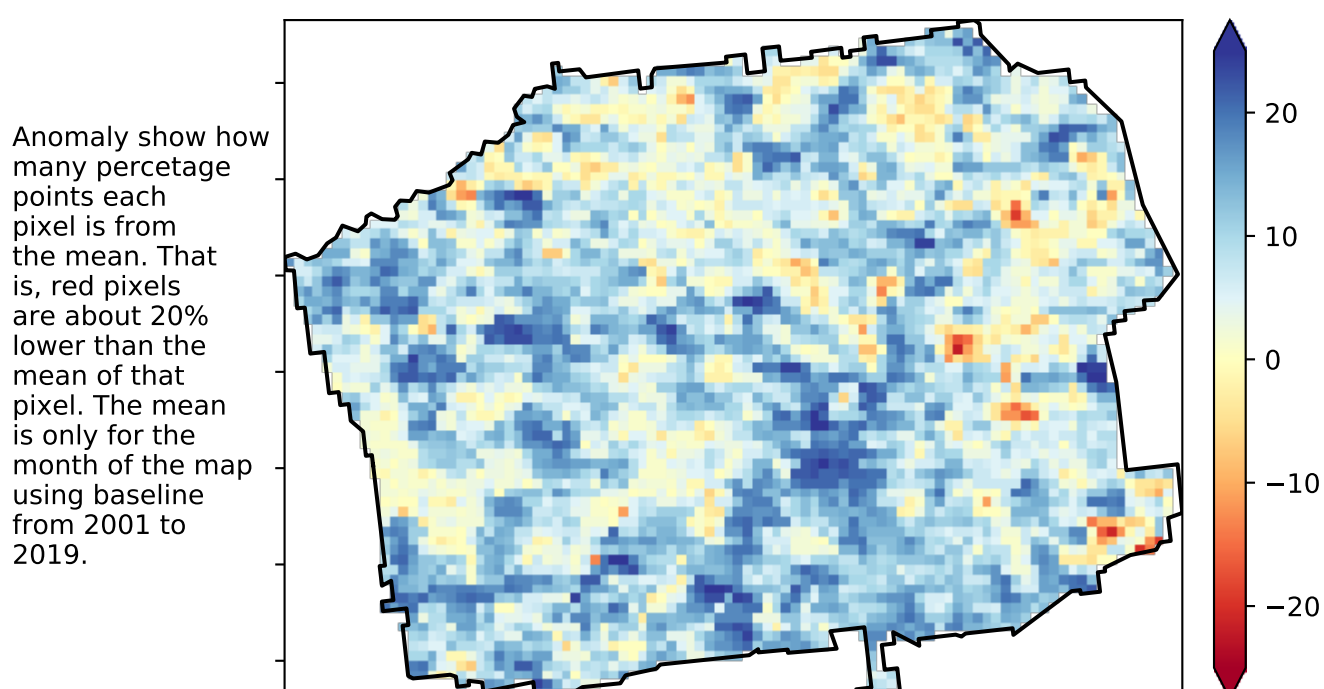 Anomaly show how
many percetage
points each
pixel is from
the mean. That
is, red pixels
are about 20%
lower than the
mean of that
pixel. The mean
is only for the
month of the map
using baseline
from 2001 to
2019.
20
10
0
−10
−20